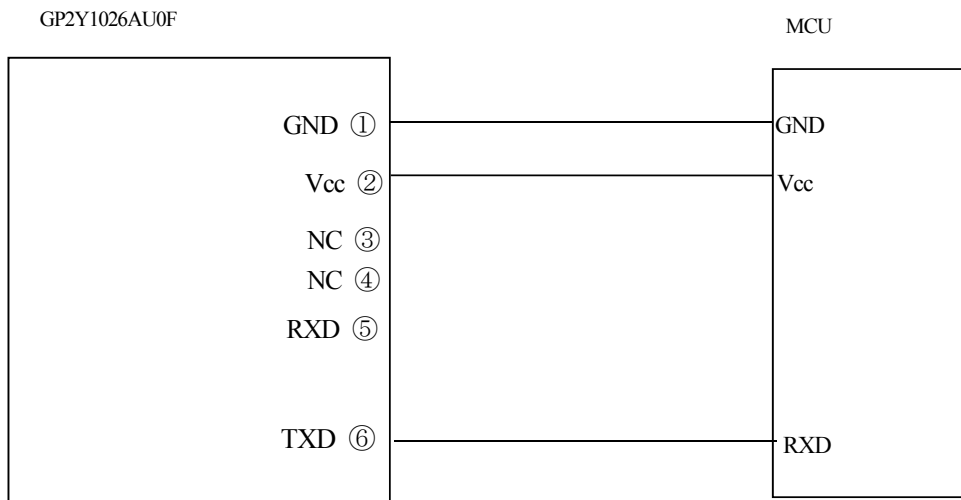 GP2Y1026AU0F
MCU
GND ①
GND
Vcc ②
Vcc
NC ③
NC ④
RXD ⑤
TXD ⑥
RXD